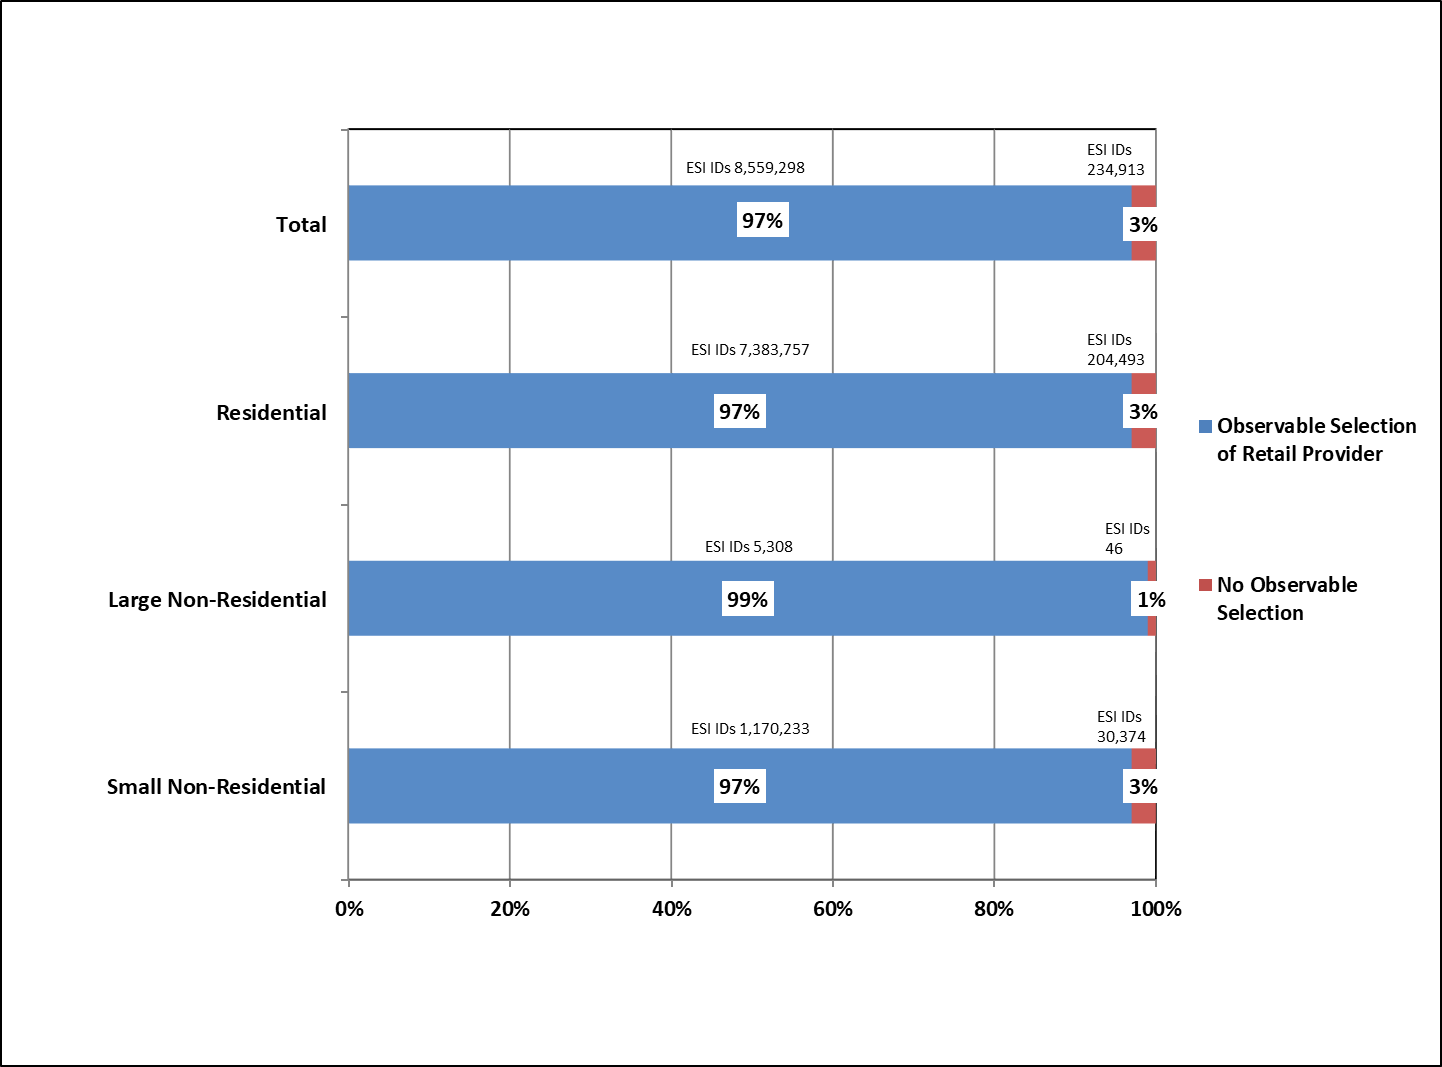 ESI IDs
234,913
ESI IDs 8,559,298
Total
97%
3%
ESI IDs
204,493
ESI IDs 7,383,757
Residential
97%
3%
ESI IDs
46
ESI IDs 5,308
Large Non-Residential
99%
1%
ESI IDs
30,374
ESI IDs 1,170,233
Small Non-Residential
97%
3%
0%
20%
40%
60%
80%
100%
Observable Selection
of Retail Provider
No Observable
Selection